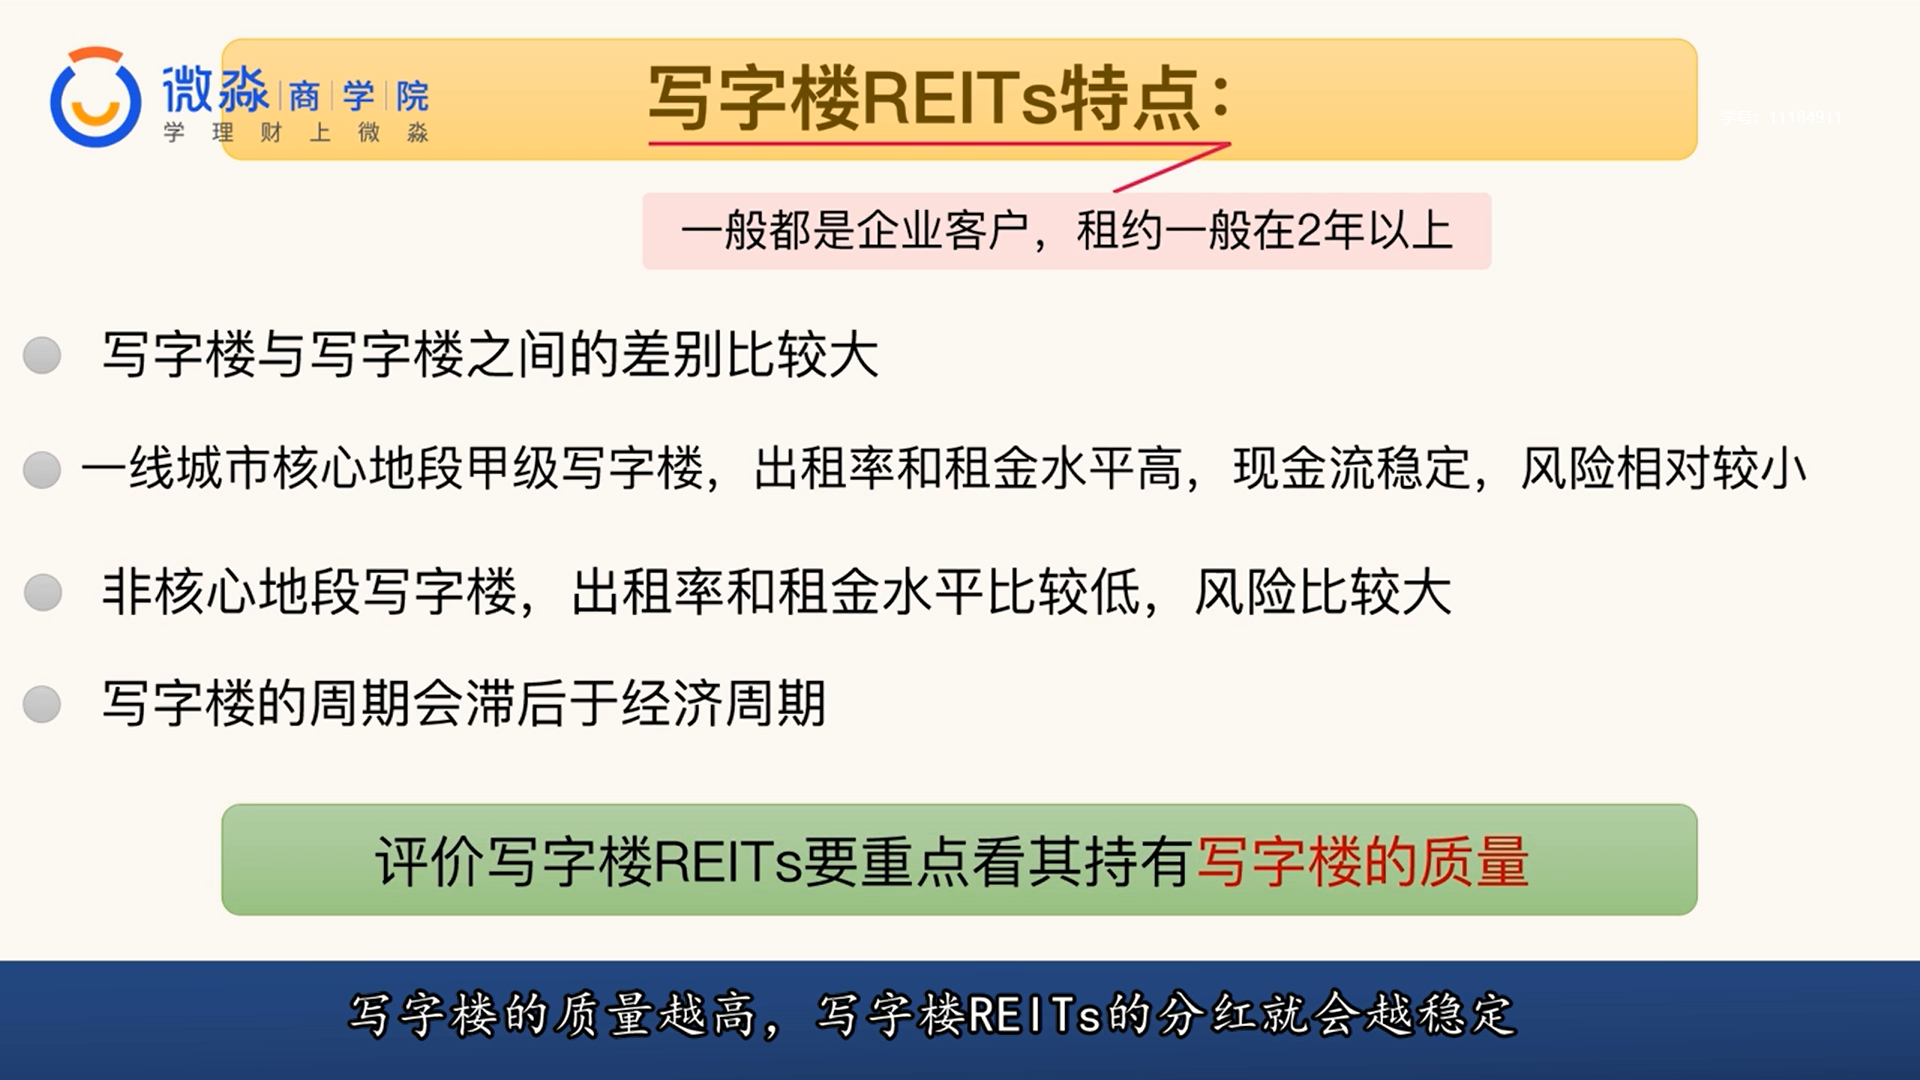 微淼|商|学|院
学理财上微淼
写字楼REITs特点：
一般都是企业客户，租约一般在2年以上
写字楼与写字楼之间的差别比较大
一线城市核心地段甲级写字楼，出租率和租金水平高，现金流稳定，风险相对较小
非核心地段写字楼，出租率和租金水平比较低，风险比较大
写字楼的周期会滞后于经济周期
评价写字楼REITs要重点看其持有写字楼的质量
写字楼的质量越高，写字楼REITs的分红就会越稳定